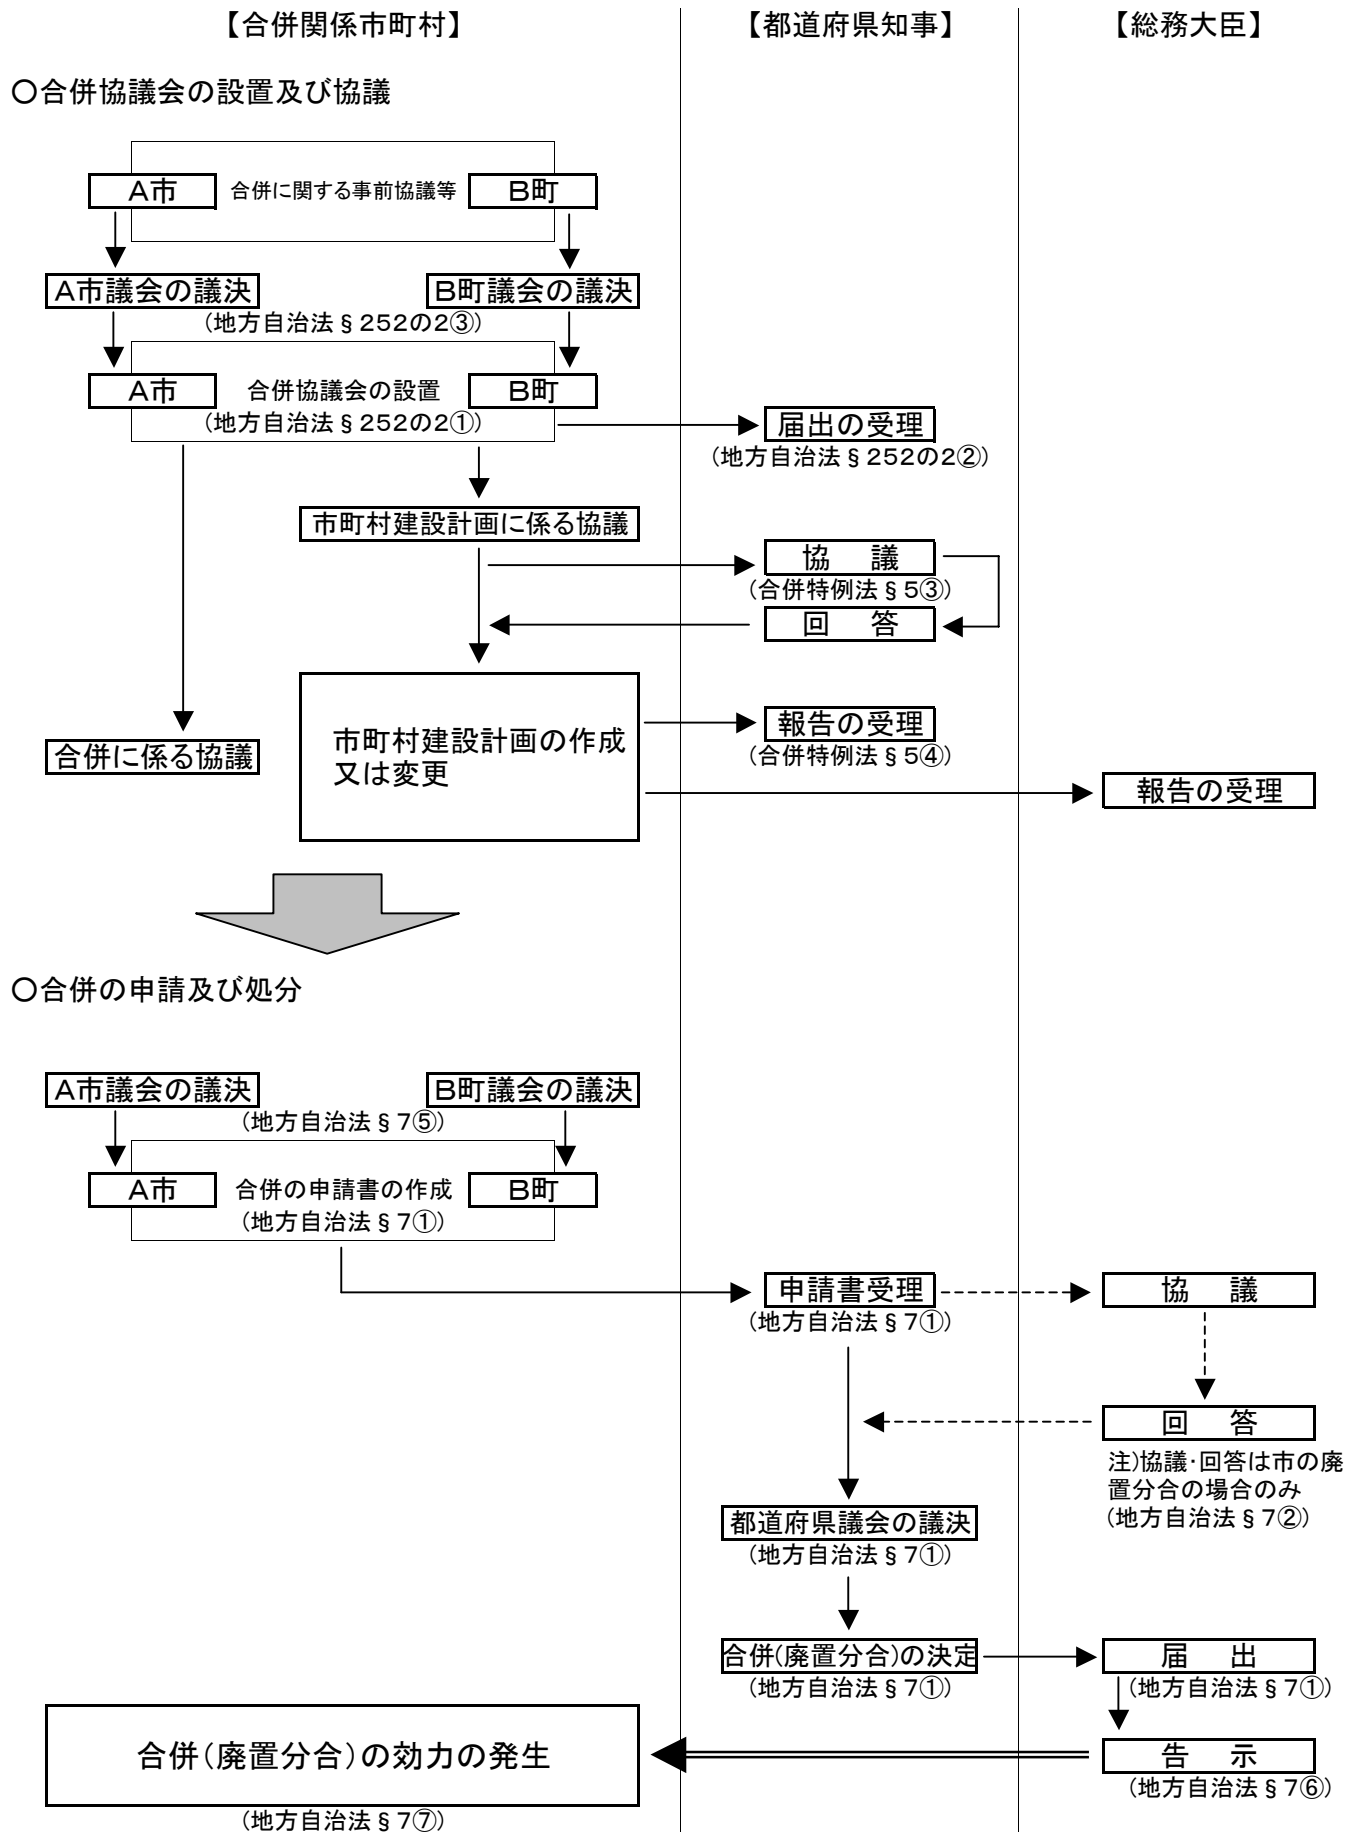 【合併関係市町村】
【都道府県知事】
【総務大臣】
○合併協議会の設置及び協議
A市
合併に関する事前協議等
B町
A市議会の議決
B町議会の議決
(地方自治法§252の2③)
A市
合併協議会の設置
B町
(地方自治法§252の2①)
届出の受理
(地方自治法§252の2②)
市町村建設計画に係る協議
協　議
(合併特例法§5③)
回　答
市町村建設計画の作成
又は変更
報告の受理
(合併特例法§5④)
合併に係る協議
報告の受理
○合併の申請及び処分
A市議会の議決
B町議会の議決
(地方自治法§7⑤)
A市
合併の申請書の作成
B町
(地方自治法§7①)
申請書受理
(地方自治法§7①)
協　議
回　答
注)協議･回答は市の廃
置分合の場合のみ
(地方自治法§7②)
都道府県議会の議決
(地方自治法§7①)
合併(廃置分合)の決定
(地方自治法§7①)
届　出
(地方自治法§7①)
合併(廃置分合)の効力の発生
(地方自治法§7⑦)
告　示
(地方自治法§7⑥)